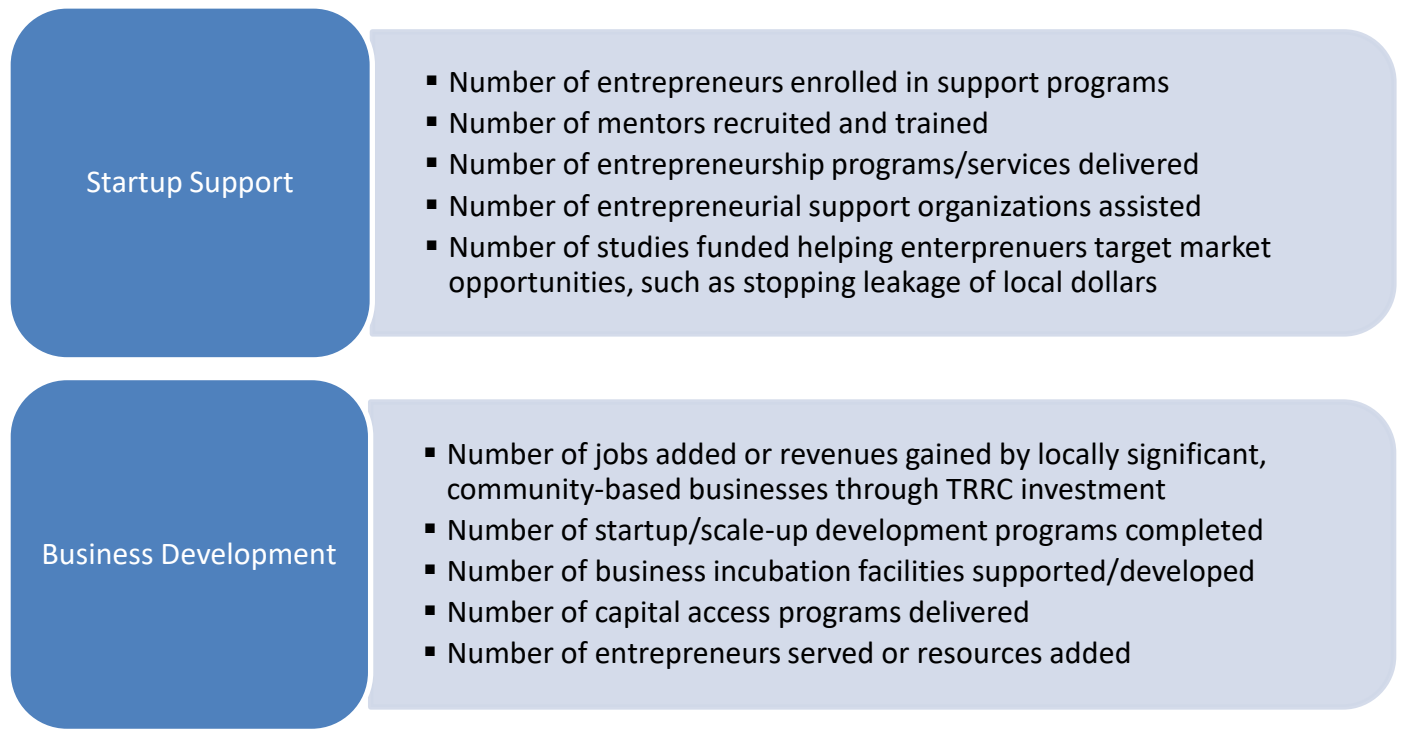 Startup Support
▪ Number of entrepreneurs enrolled in support programs
▪ Number of mentors recruited and trained
▪ Number of entrepreneurship programs/services delivered
▪ Number of entrepreneurial support organizations assisted
▪ Number of studies funded helping enterprenuers target market
opportunities, such as stopping leakage of local dollars
Business Development
▪ Number of jobs added or revenues gained by locally significant,
community-based businesses through TRRC investment
▪ Number of startup/scale-up development programs completed
▪ Number of business incubation facilities supported/developed
▪ Number of capital access programs delivered
▪ Number of entrepreneurs served or resources added